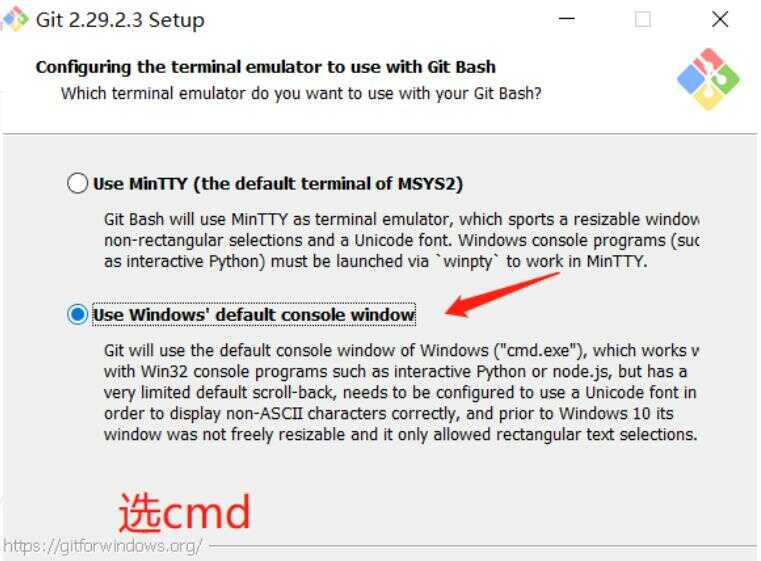 Git 2.29.2.3 Setup
Configuring the terminal emulator to use with Git Bash
Which terminal emulator do you want to use with your Git Bash?
Use MinTTY (the default terminal of MSYS2)
Git Bash will use MinTTY as terminal emulator, which sports a resizable window
non-rectangular selections and a Unicode font. Windows console programs (suc
as interactive Python) must be launched via `winpty` to work in MinTTY.
Use Windows' default console window
Git will use the default console window of Windows ("cmd.exe"), which works w
with Win32 console programs such as interactive Python or node.js, but has a
very limited default scroll-back, needs to be configured to use a Unicode font in
order to display non-ASCII characters correctly, and prior to Windows 10 its
window was not freely resizable and it only allowed rectangular text selections.
选cmd
https://gitforwindows.org/